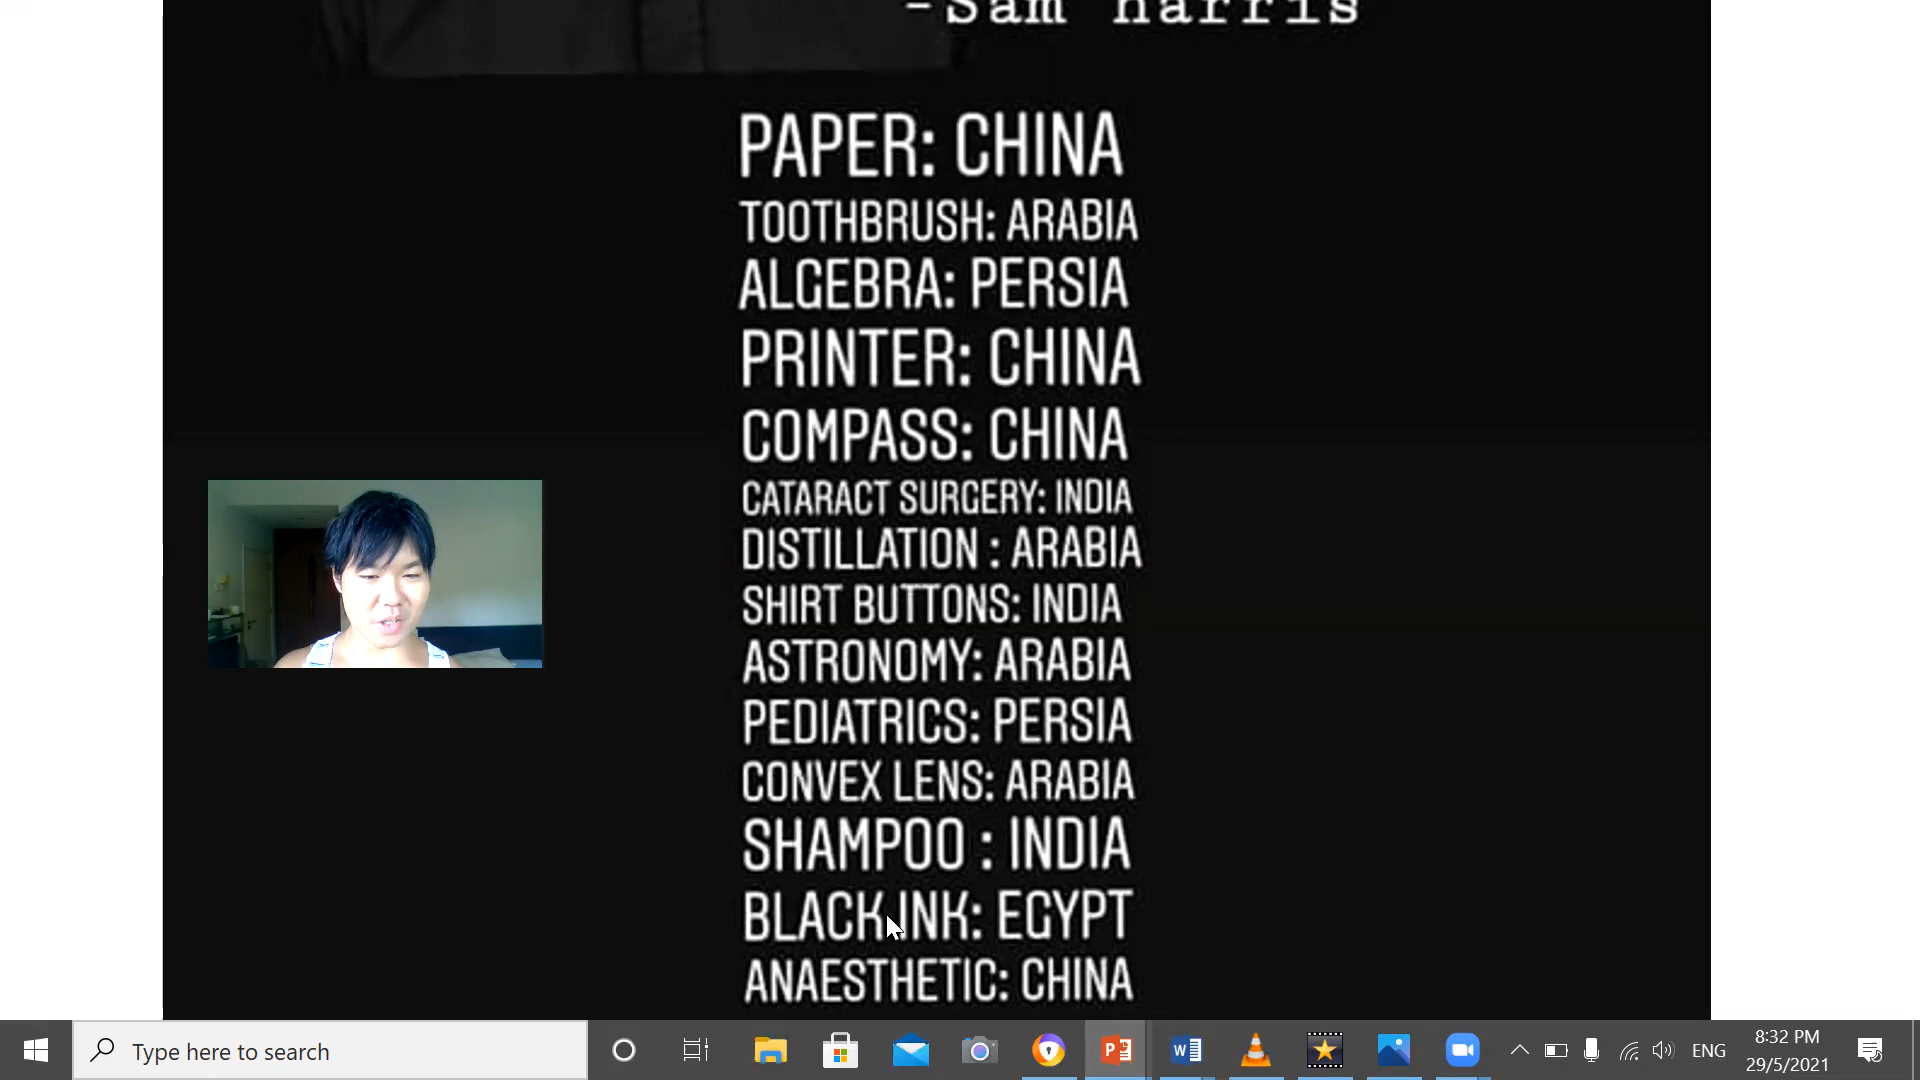 -Sam harris
PAPER: CHINA
TOOTHBRUSH: ARABIA
ALGEBRA: PERSIA
PRINTER: CHINA
COMPASS: CHINA
CATARACT SURGERY: INDIA
DISTILLATION : ARABIA
SHIRT BUTTONS: INDIA
ASTRONOMY: ARABIA
PEDIATRICS: PERSIA
CONVEX LENS: ARABIA
SHAMPOO : INDIA
BLACK INK: EGYPT
ANAESTHETIC: CHINA
Type here to search
ENG
8:32 PM
29/5/2021